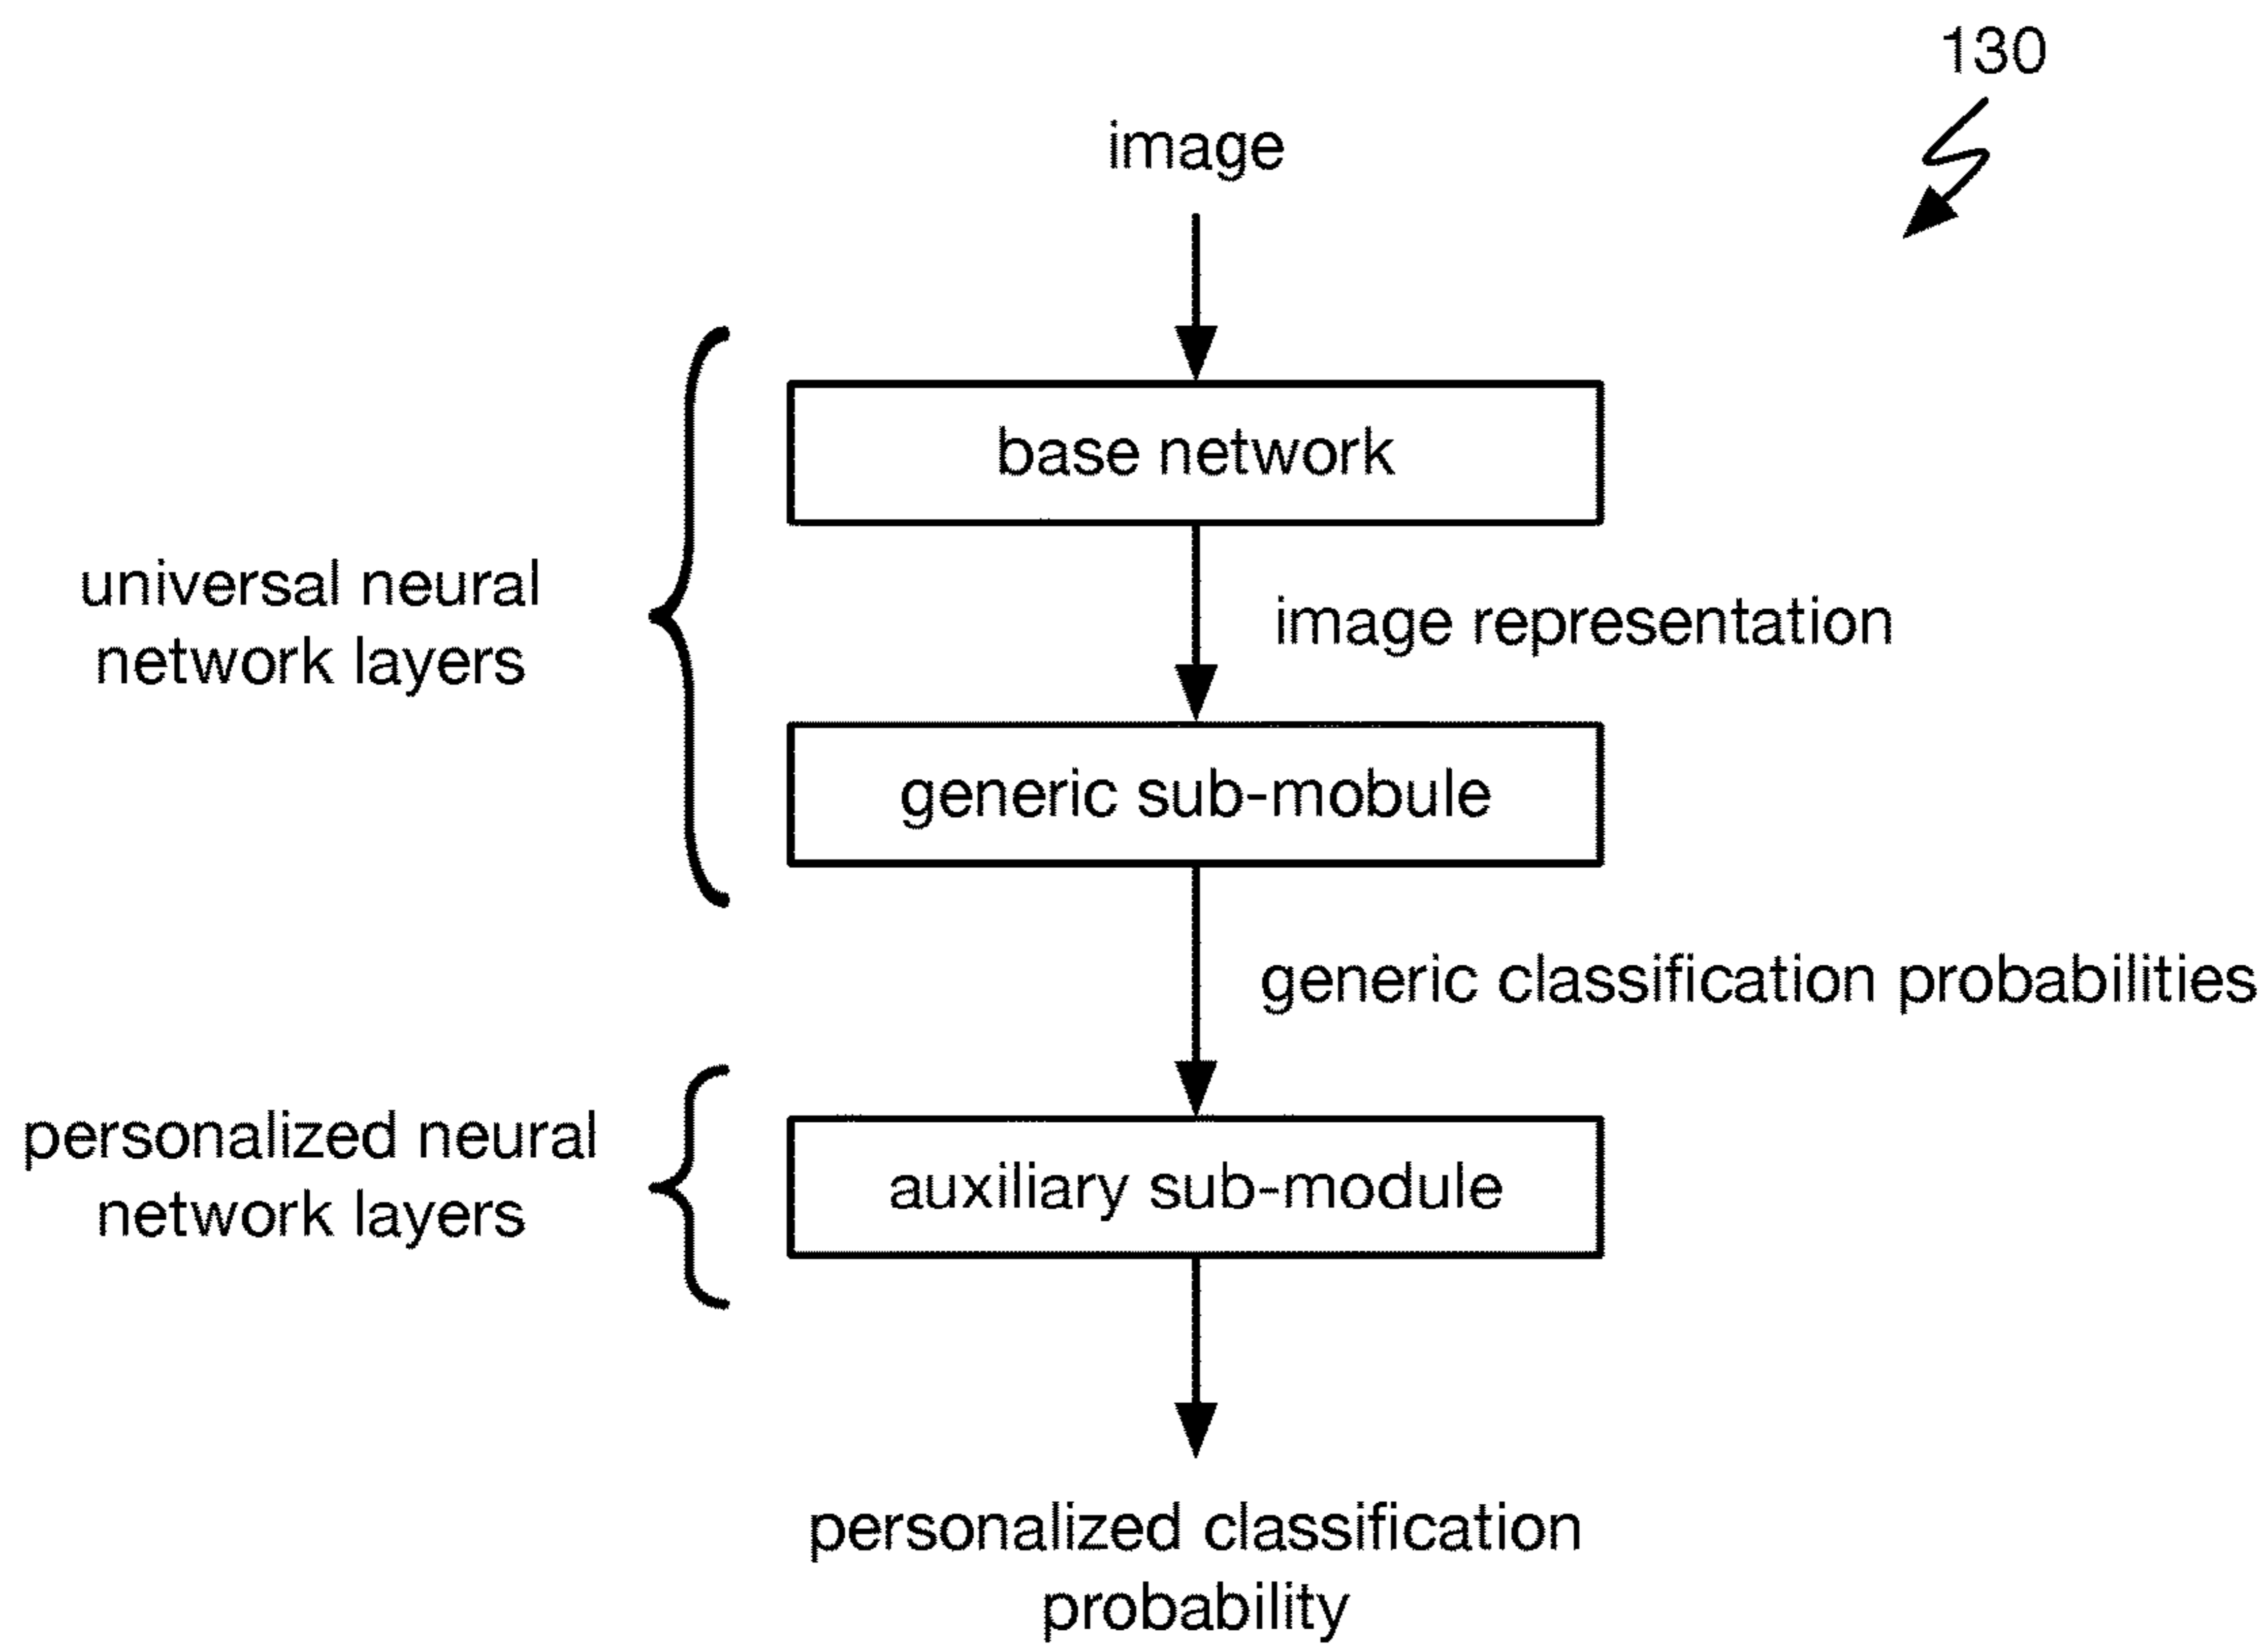 130
image
base network
universal neural
network layers
image representation
generic sub-mobule
generic classification probabilities
personalized neural
network layers
auxiliary sub-module
personalized classification
probability